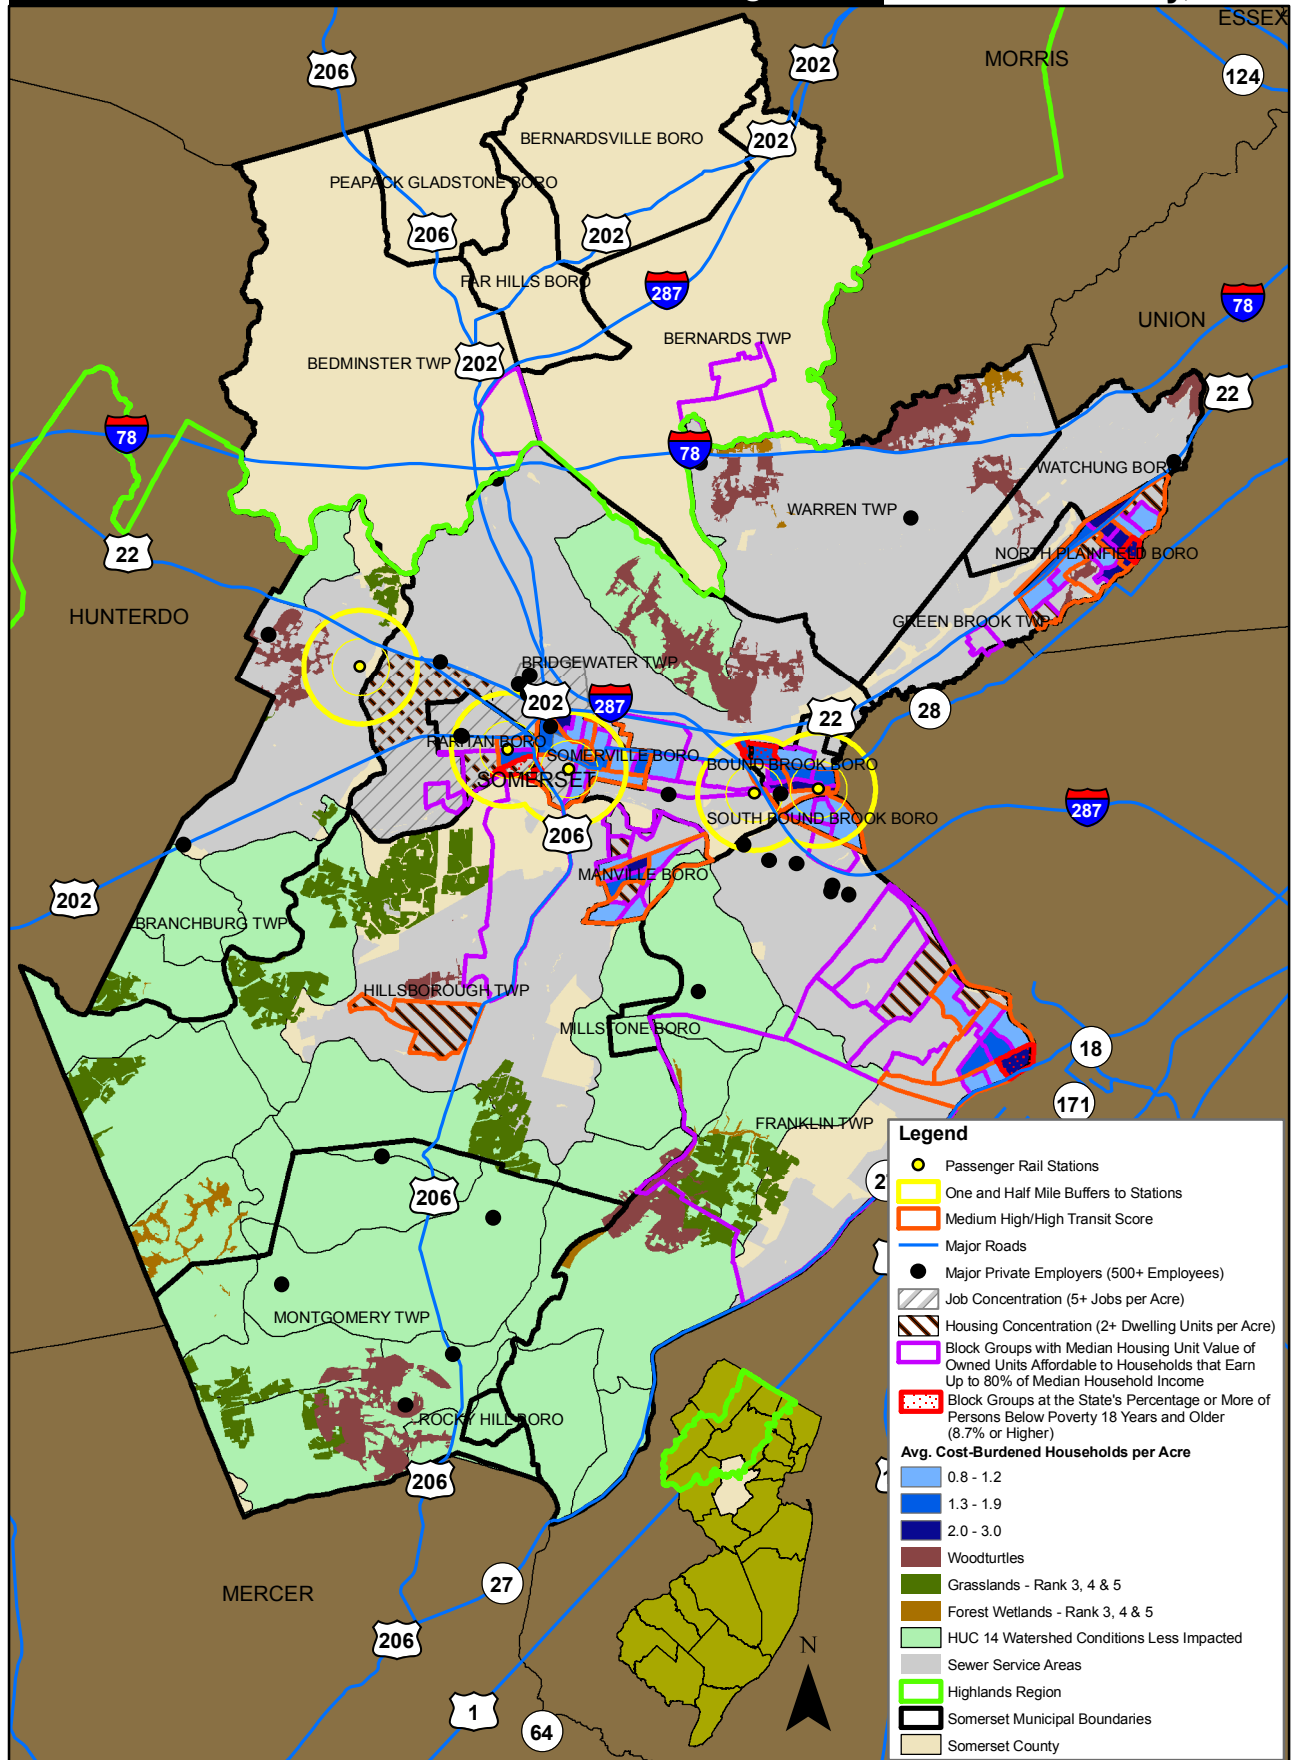 ESSEX
MORRIS
124
206
202
202
BERNARDSVILLE BORO
PEAPACK GLADSTONE BORO
206
202
FAR HILLS BORO
287
78
UNION
BERNARDS TWP
BEDMINSTER TWP
202
22
78
78
WATCHUNG BORO
WARREN TWP
22
NORTH PLAINFIELD BORO
HUNTERDO
GREEN BROOK TWP
BRIDGEWATER TWP
202
287
22
28
RARITAN BORO
SOMERVILLE BORO
BOUND BROOK BORO
SOMERSET
206
SOUTH BOUND BROOK BORO
287
MANVILLE BORO
202
BRANCHBURG TWP
HILLSBOROUGH TWP
MILLSTONE BORO
18
171
FRANKLIN TWP
206
MONTGOMERY TWP
ROCKY HILL BORO
206
MERCER
27
206
1
64
N
Legend
Passenger Rail Stations
One and Half Mile Buffers to Stations
Medium High/High Transit Score
Major Roads
Major Private Employers (500+ Employees)
Job Concentration (5+ Jobs per Acre)
Housing Concentration (2+ Dwelling Units per Acre)
Block Groups with Median Housing Unit Value of
Owned Units Affordable to Households that Earn
Up to 80% of Median Household Income
Block Groups at the State's Percentage or More of
Persons Below Poverty 18 Years and Older
(8.7% or Higher)
Avg. Cost-Burdened Households per Acre
0.8 - 1.2
1.3 - 1.9
2.0 - 3.0
Woodturtles
Grasslands - Rank 3, 4 & 5
Forest Wetlands - Rank 3, 4 & 5
HUC 14 Watershed Conditions Less Impacted
Sewer Service Areas
Highlands Region
Somerset Municipal Boundaries
Somerset County